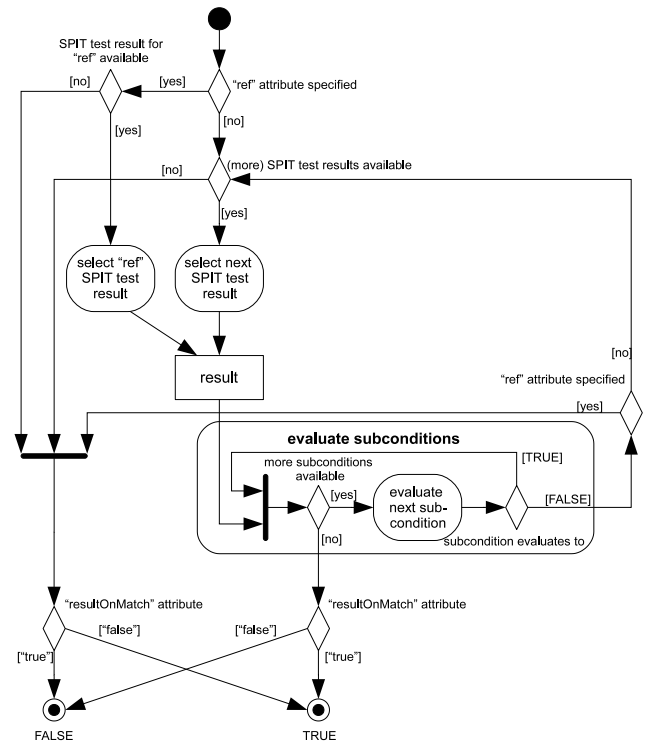 SPIT test result for
“ref” available
[no]
[yes]
“ref” attribute specified
[yes]
[no]
(more) SPIT test results available
[no]
[yes]
select “ref”
SPIT test
result
select next
SPIT test
result
[no]
“ref” attribute specified
result
[yes]
evaluate subconditions
[TRUE]
more subconditions
available
[yes]
evaluate
next sub-
condition
[FALSE]
[no]
subcondition evaluates to
“resultOnMatch” attribute
“resultOnMatch” attribute
[“false”]
[“false”]
[“true”]
[“true”]
FALSE
TRUE